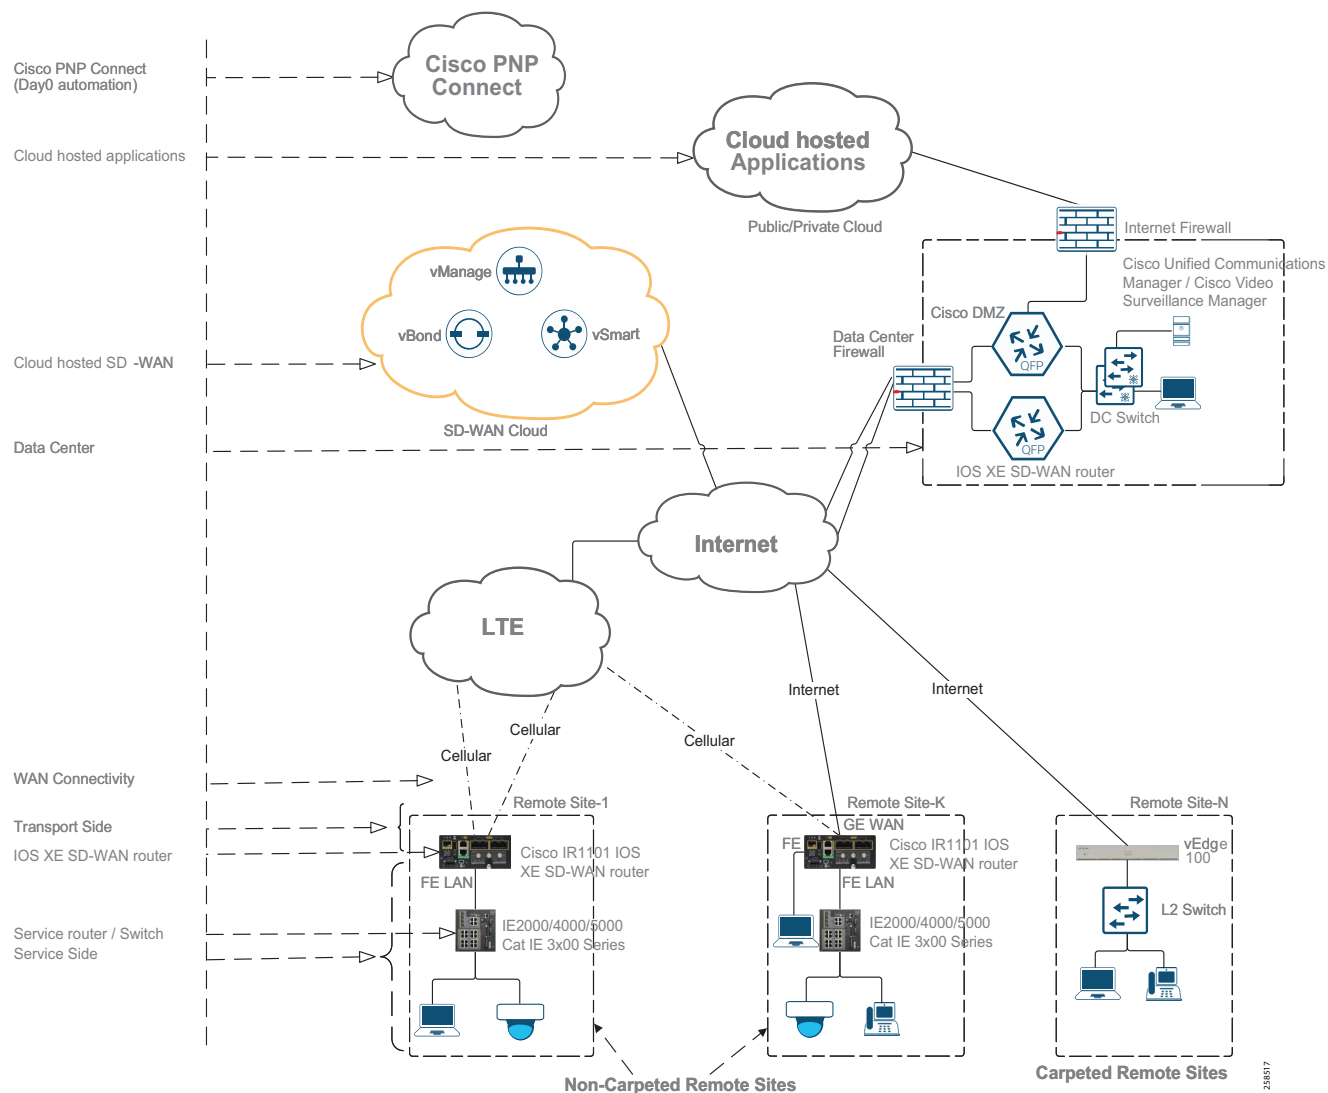 Cisco PNP Connect
(Day0 automation)
Cisco PNP
Connect
Cloud hosted applications
Cloud hosted
Applications
Public/Private Cloud
Internet Firewall
Cisco Unified Communications
Manager / Cisco Video
Surveillance Manager
vManage
vBond
vSmart
Cisco DMZ
Data Center
Firewall
QFP
Cloud hosted SD -WAN
DC Switch
SD-WAN Cloud
Data Center
QFP
IOS XE SD-WAN router
Internet
LTE
Internet
Internet
Cellular
Cellular
Cellular
WAN Connectivity
Remote Site-1
Remote Site-K
Remote Site-N
Transport Side
GE WAN
IOS XE SD-WAN router
Cisco IR1101 IOS
XE SD-WAN router
FE
Cisco IR1101 IOS
XE SD-WAN router
vEdge
100
FE LAN
FE LAN
L2 Switch
Service router / Switch
Service Side
IE2000/4000/5000
Cat IE 3x00 Series
IE2000/4000/5000
Cat IE 3x00 Series
Non-Carpeted Remote Sites
Carpeted Remote Sites
258517